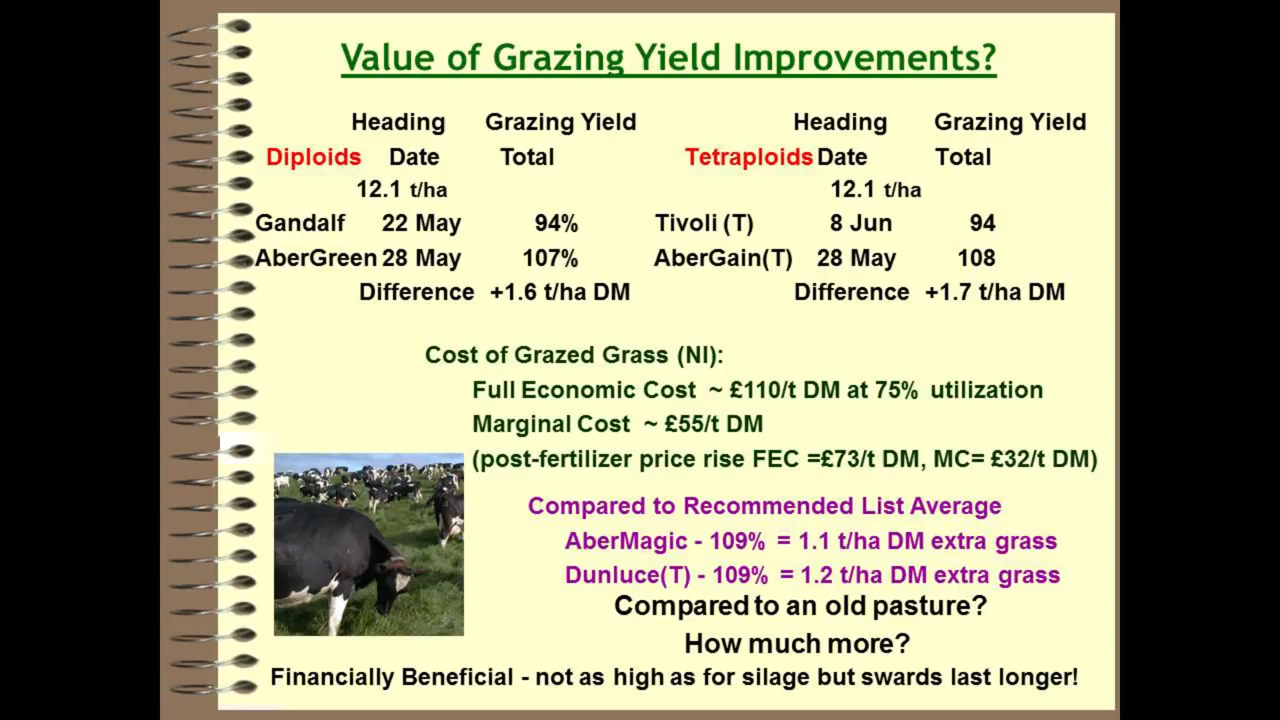 Value of Grazing Yield Improvements?
Heading Grazing Yield Heading Grazing Yield
Diploids Date Total Tetraploids Date Total
12.1 t/ha 12.1 t/ha
Gandalf 22 May 94% Tivoli (T) 8 Jun 94
AberGreen 28 May 107% AberGain(T) 28 May 108
Difference +1.6 t/ha DM Difference +1.7 t/ha DM
Cost of Grazed Grass (NI):
Full Economic Cost ~ £110/t DM at 75% utilization
Marginal Cost ~ £55/t DM
(post-fertilizer price rise FEC =£73/t DM, MC= £32/t DM)
Compared to Recommended List Average
AberMagic - 109% = 1.1 t/ha DM extra grass
Dunluce(T) - 109% = 1.2 t/ha DM extra grass
Compared to an old pasture?
How much more?
Financially Beneficial - not as high as for silage but swards last longer!